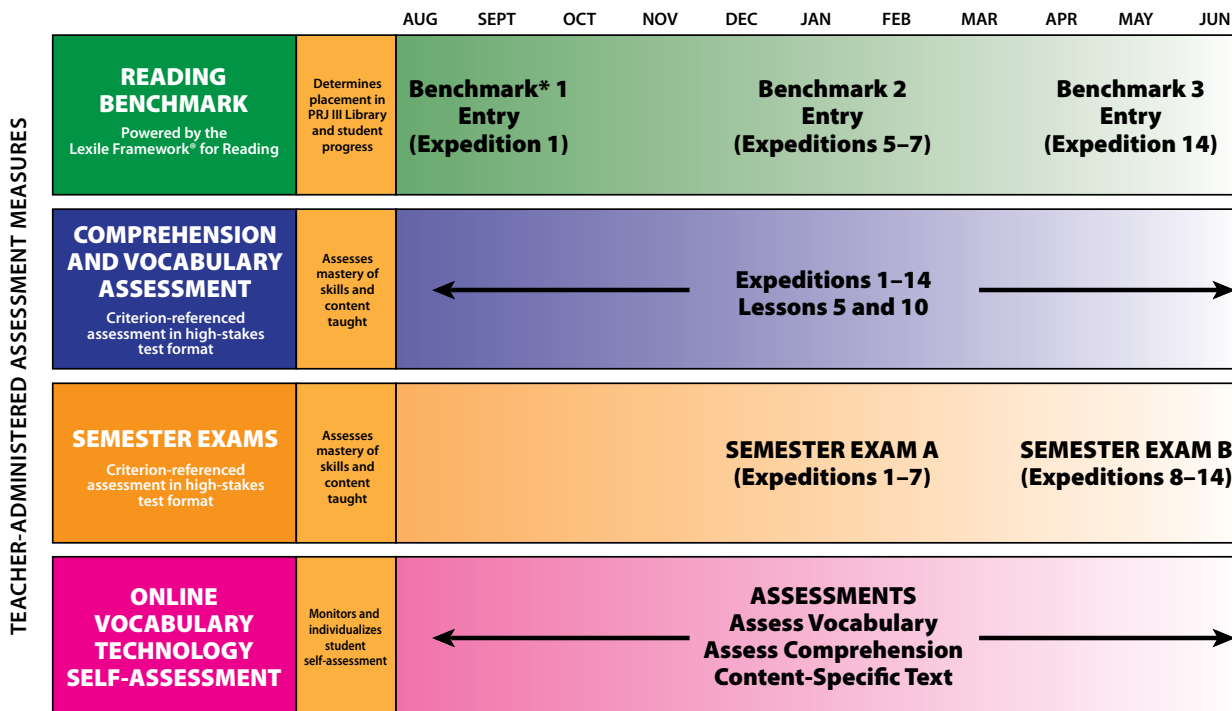 AUG SEPT OCT NOV DEC JAN FEB MAR APR MAY JUN
TEACHER-ADMINISTERED ASSESSMENT MEASURES
READING
BENCHMARK
Powered by the
Lexile Framework® for Reading
Determines
placement in
PRJ III Library
and student
progress
Benchmark* 1
Entry
(Expedition 1)
Benchmark 2
Entry
(Expeditions 5–7)
Benchmark 3
Entry
(Expedition 14)
COMPREHENSION
AND VOCABULARY
ASSESSMENT
Criterion-referenced
assessment in high-stakes
test format
Assesses
mastery of
skills and
content
taught
Expeditions 1–14
Lessons 5 and 10
SEMESTER EXAMS
Criterion-referenced
assessment in high-stakes
test format
Assesses
mastery of
skills and
content
taught
SEMESTER EXAM A
(Expeditions 1–7)
SEMESTER EXAM B
(Expeditions 8–14)
ONLINE
VOCABULARY
TECHNOLOGY
SELF-ASSESSMENT
Monitors and
individualizes
student
self-assessment
ASSESSMENTS
Assess Vocabulary
Assess Comprehension
Content-Specific Text